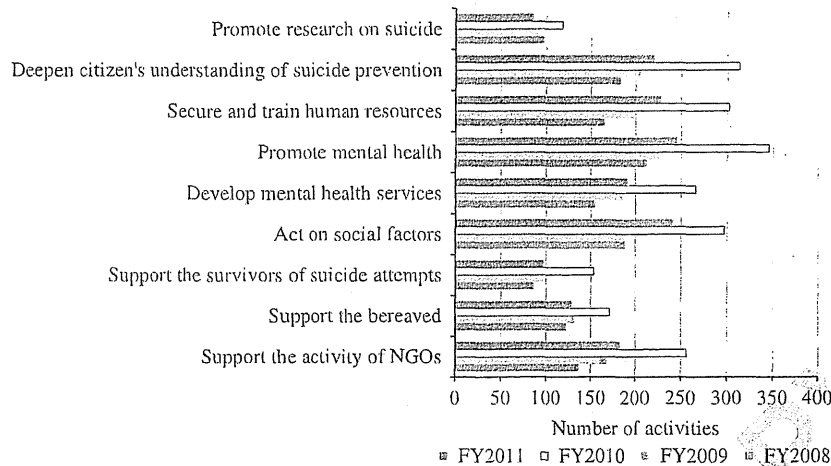 Promote research on suicide
Deepen citizen's understanding of suicide prevention
Secure and train human resources
Promote mental health
Develop mental health services
Act on social factors
Support the survivors of suicide attempts
Support the bereaved
Support the activity of NGOs
0 50 100 150 200 250 300 350 400
Number of activities
FY2011 FY2010 FY2009 FY2008